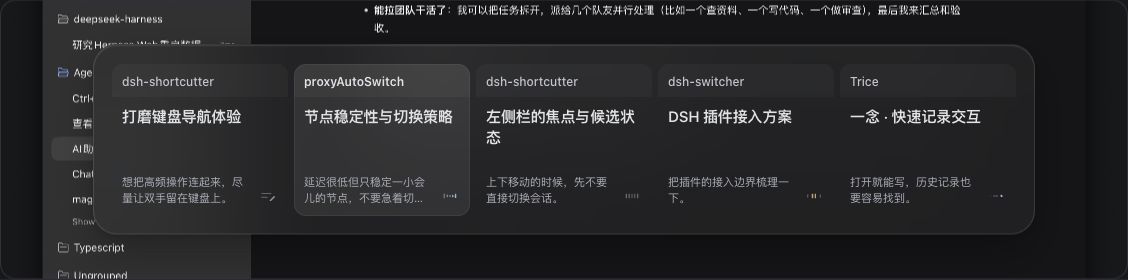 deepseek-harness
能拉团队干活了：我可以把任务拆开，派给几个队友并行处理（比如一个查资料、一个写代码、一个做审查），最后我来汇总和验
收。
Age
Ctrl+
查看
AI助
Chat
mag
Show
Typescript
Ungrouped
dsh-shortcutter
打磨键盘导航体验
想把高频操作连起来，尽
量让双手留在键盘上。
proxyAutoSwitch
节点稳定性与切换策略
延迟很低但只稳定一小会
儿的节点，不要急着切...
dsh-shortcutter
左侧栏的焦点与候选状
态
上下移动的时候，先不要
直接切换会话。
dsh-switcher
DSH 插件接入方案
把插件的接入边界梳理一
下。
Trice
一念 · 快速记录交互
打开就能写，历史记录也
要容易找到。